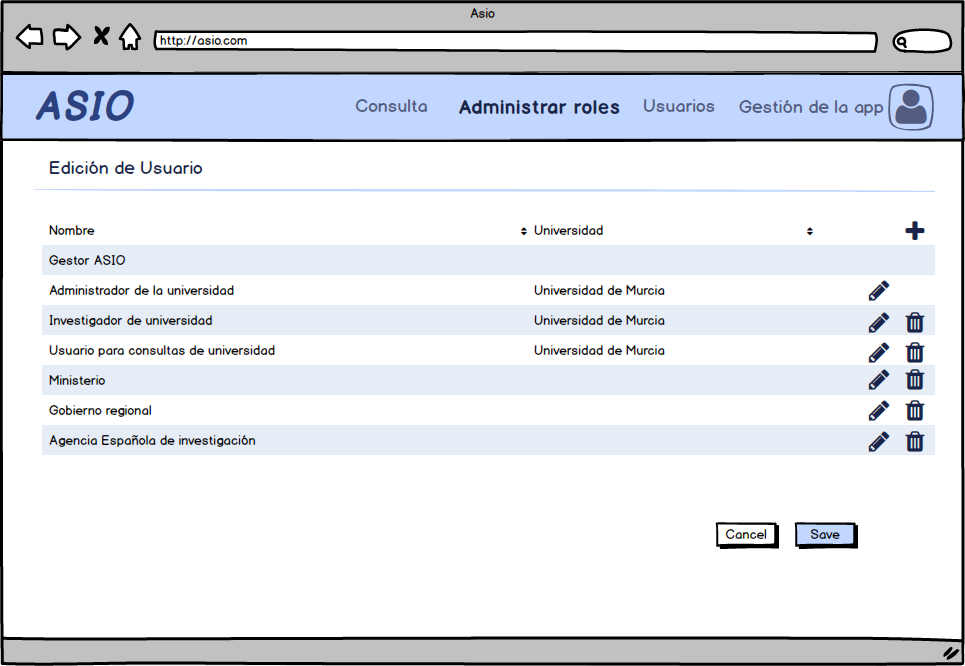 Asio
http://asio.com
ASIO Consulta Administrar roles Usuarios Gestión de la app
Edición de Usuario
Nombre Universidad
Gestor ASIO
Administrador de la universidad Universidad de Murcia
Investigador de universidad Universidad de Murcia
Usuario para consultas de universidad Universidad de Murcia
Ministerio
Gobierno regional
Agencia Española de investigación
Cancel Save